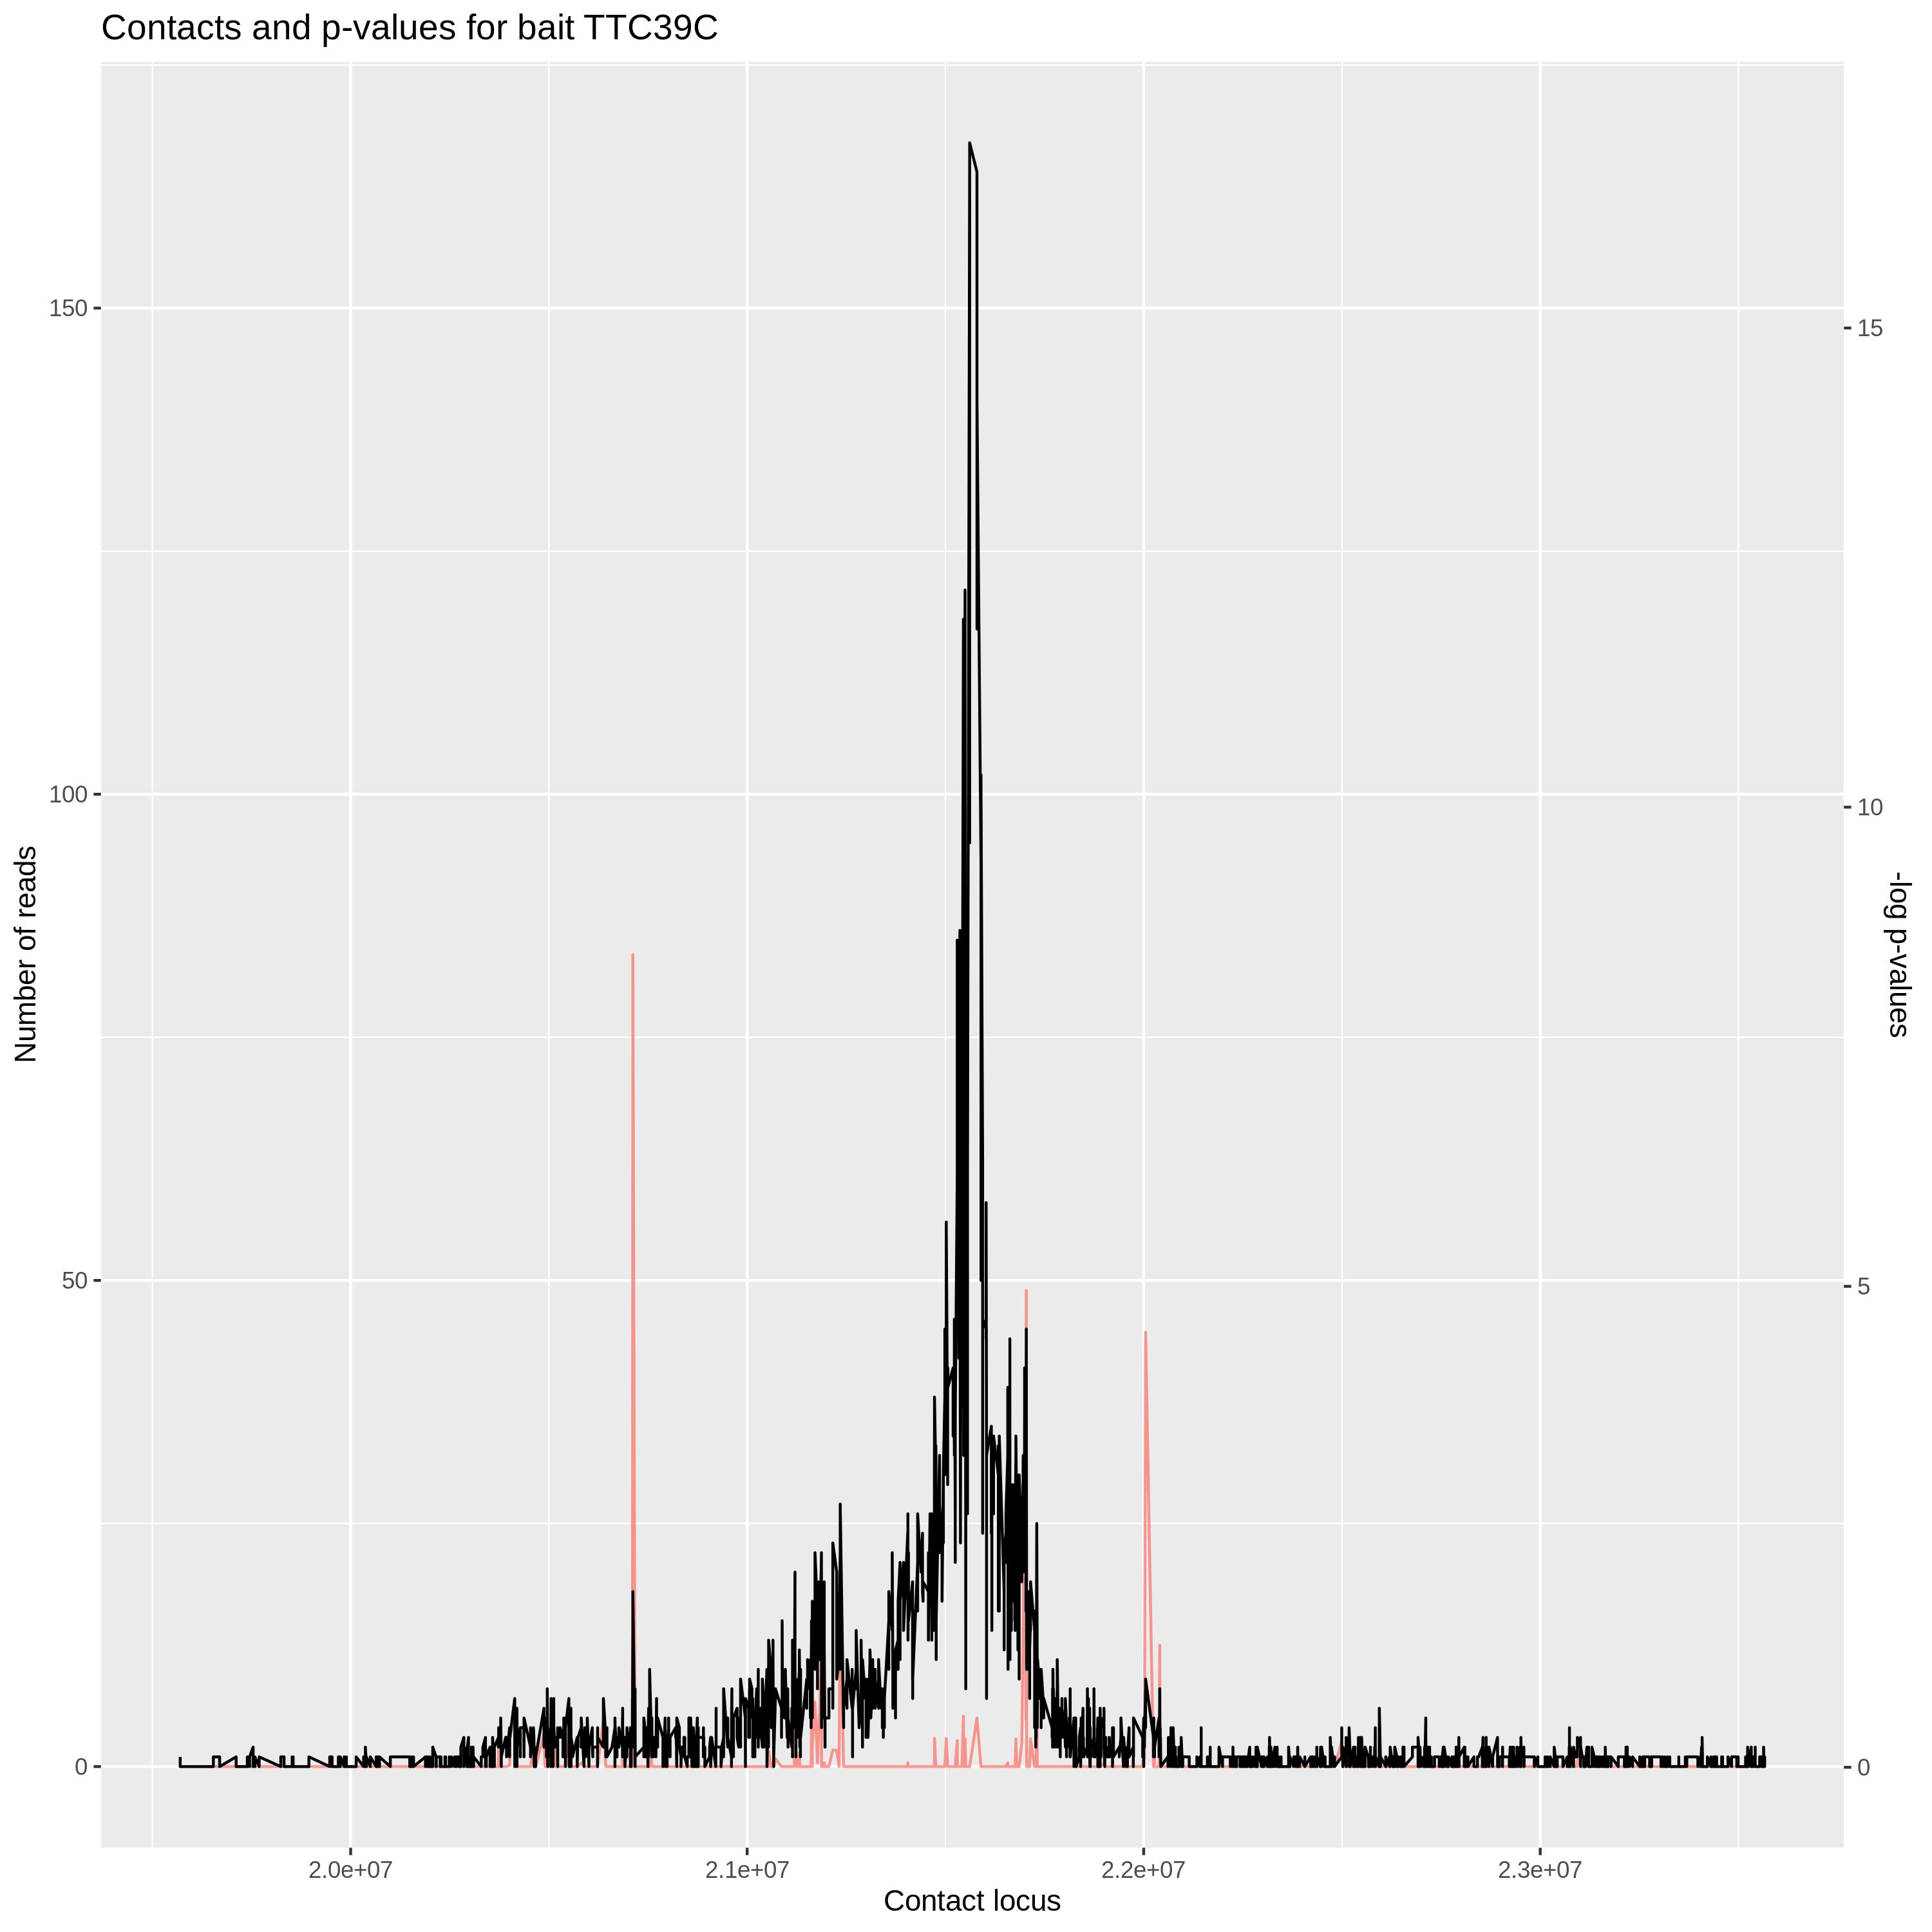 Contacts and p-values for bait TTC39C
150
100
50
0
Number of reads
15
10
5
0
-log p-values
2.0e+07
2.1e+07
2.2e+07
2.3e+07
Contact locus